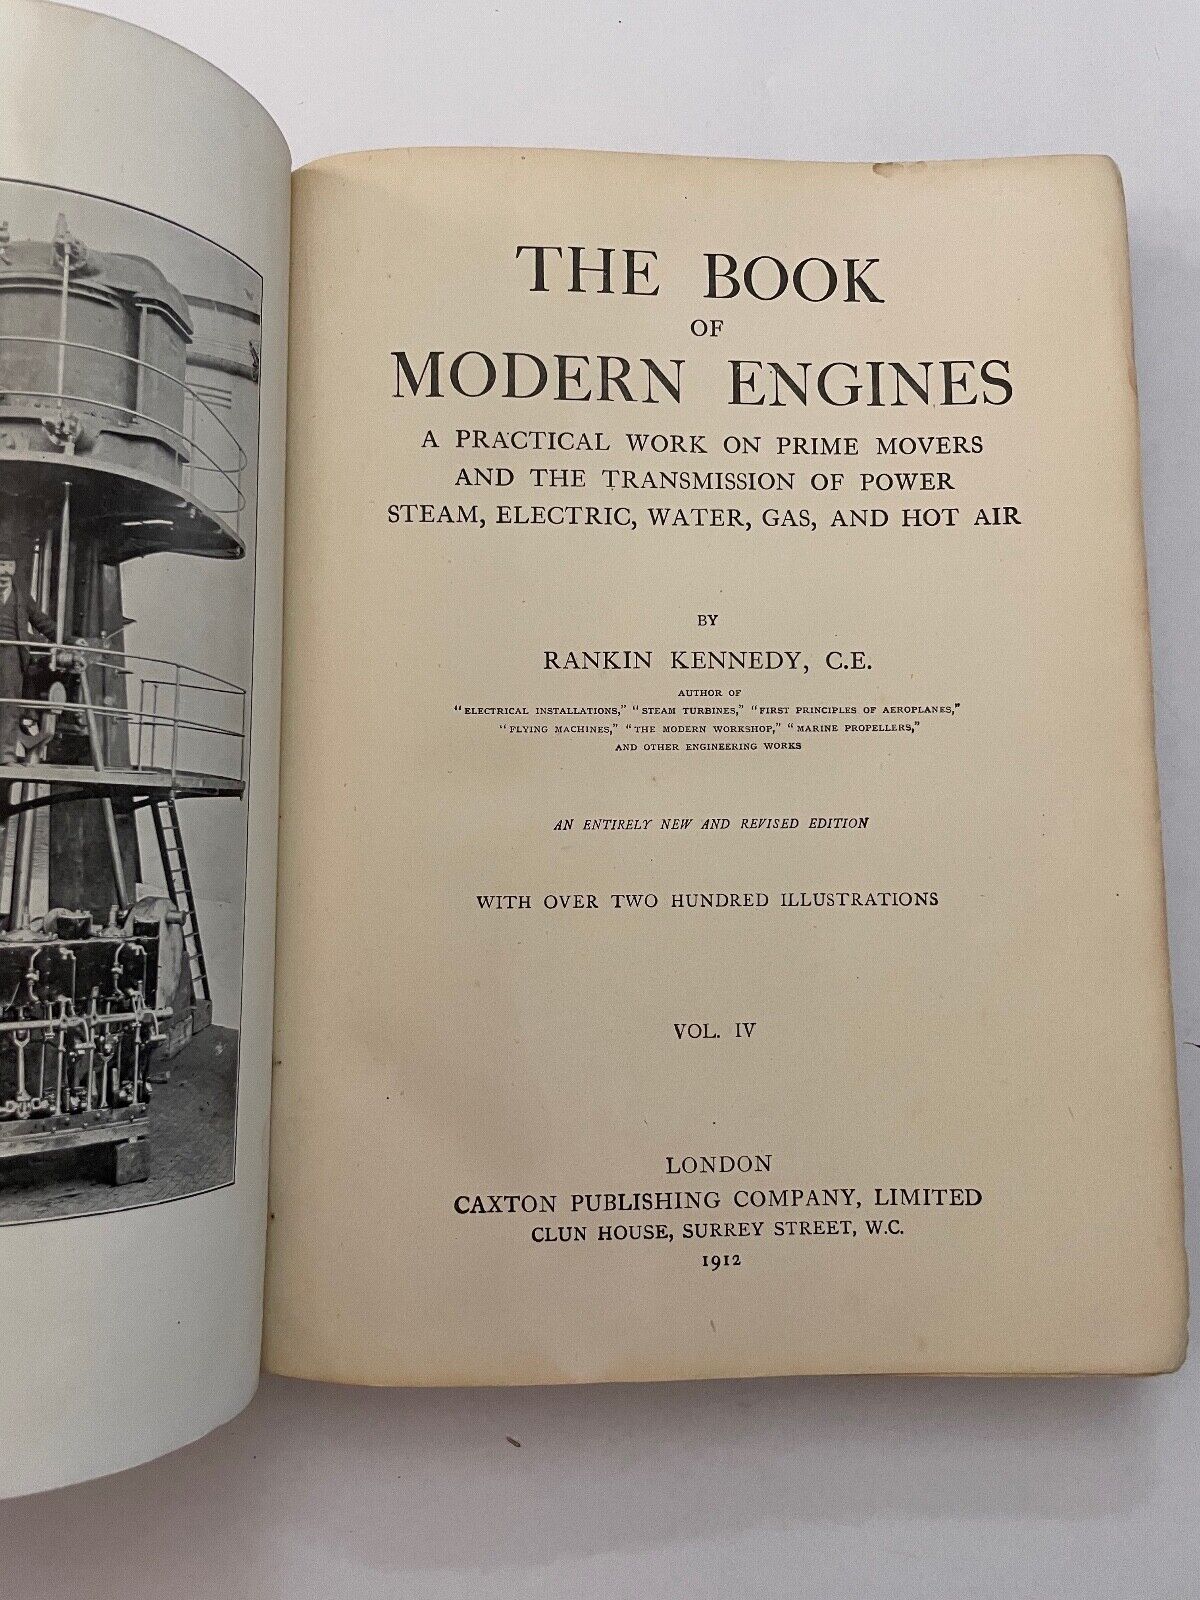 THE BOOK
OF
MODERN ENGINES
A PRACTICAL WORK ON PRIME MOVERS
AND THE TRANSMISSION OF POWER
STEAM, ELECTRIC, WATER, GAS, AND HOT AIR
BY
RANKIN KENNEDY, C.E.
AUTHOR OF
"ELECTRICAL INSTALLATIONS," "STEAM TURBINES," "FIRST PRINCIPLES OF AEROPLANES,"
"FLYING MACHINES," "THE MODERN WORKSHOP," "MARINE PROPELLERS,"
AND OTHER ENGINEERING WORKS
AN ENTIRELY NEW AND REVISED EDITION
WITH OVER TWO HUNDRED ILLUSTRATIONS
VOL. IV
LONDON
CAXTON PUBLISHING COMPANY, LIMITED
CLUN HOUSE, SURREY STREET, W.C.
1912